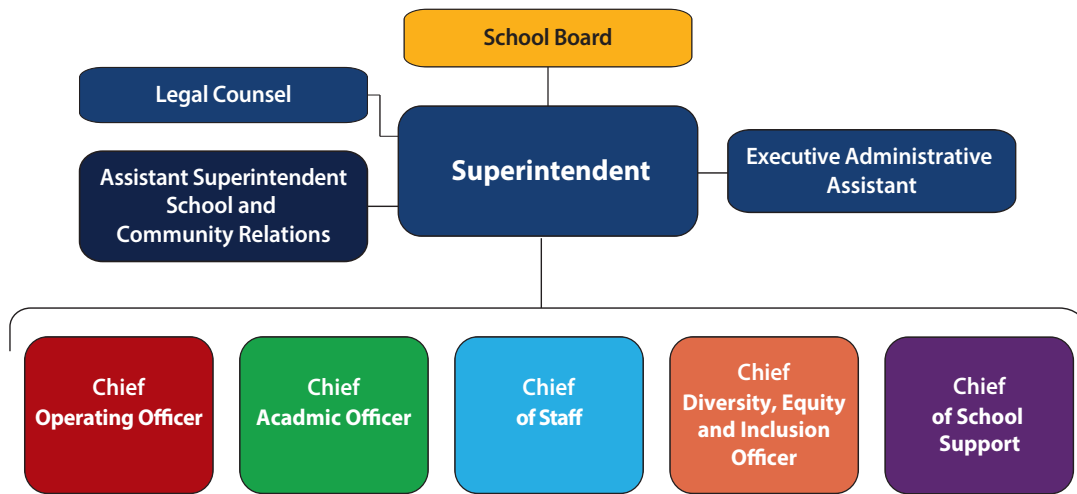 School Board
Legal Counsel
Superintendent
Assistant Superintendent
School and
Community Relations
Executive Administrative
Assistant
Chief
Operating Officer
Chief
Acadmic Officer
Chief
of Staff
Chief
Diversity, Equity
and Inclusion
Officer
Chief
of School
Support